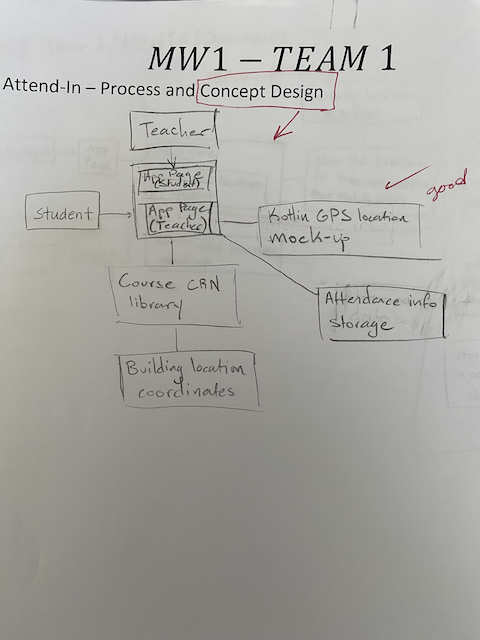 MW1 – TEAM 1
Attend-In – Process and Concept Design
Teacher
App Page
(Student)
App Page
(Teacher)
Student
Kotlin GPS location
mock-up
good
Course CRN
library
Attendance info
storage
Building location
coordinates